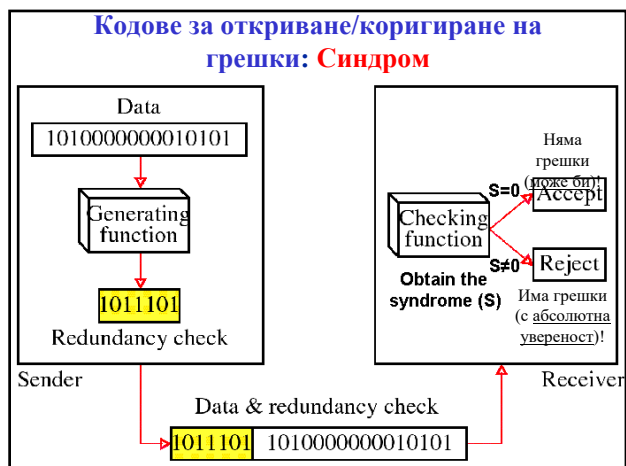 Кодове за откриване/коригиране на
грешки: Синдром
Data
10100000000010101
Generating
function
1011101
Redundancy check
Sender
Няма
грешки
(може би)!
S=0
Accept
Checking
function
S≠0
Reject
Obtain the
syndrome (S)
Има грешки
(с абсолютна
увереност)!
Receiver
Data & redundancy check
1011101 1010000000010101